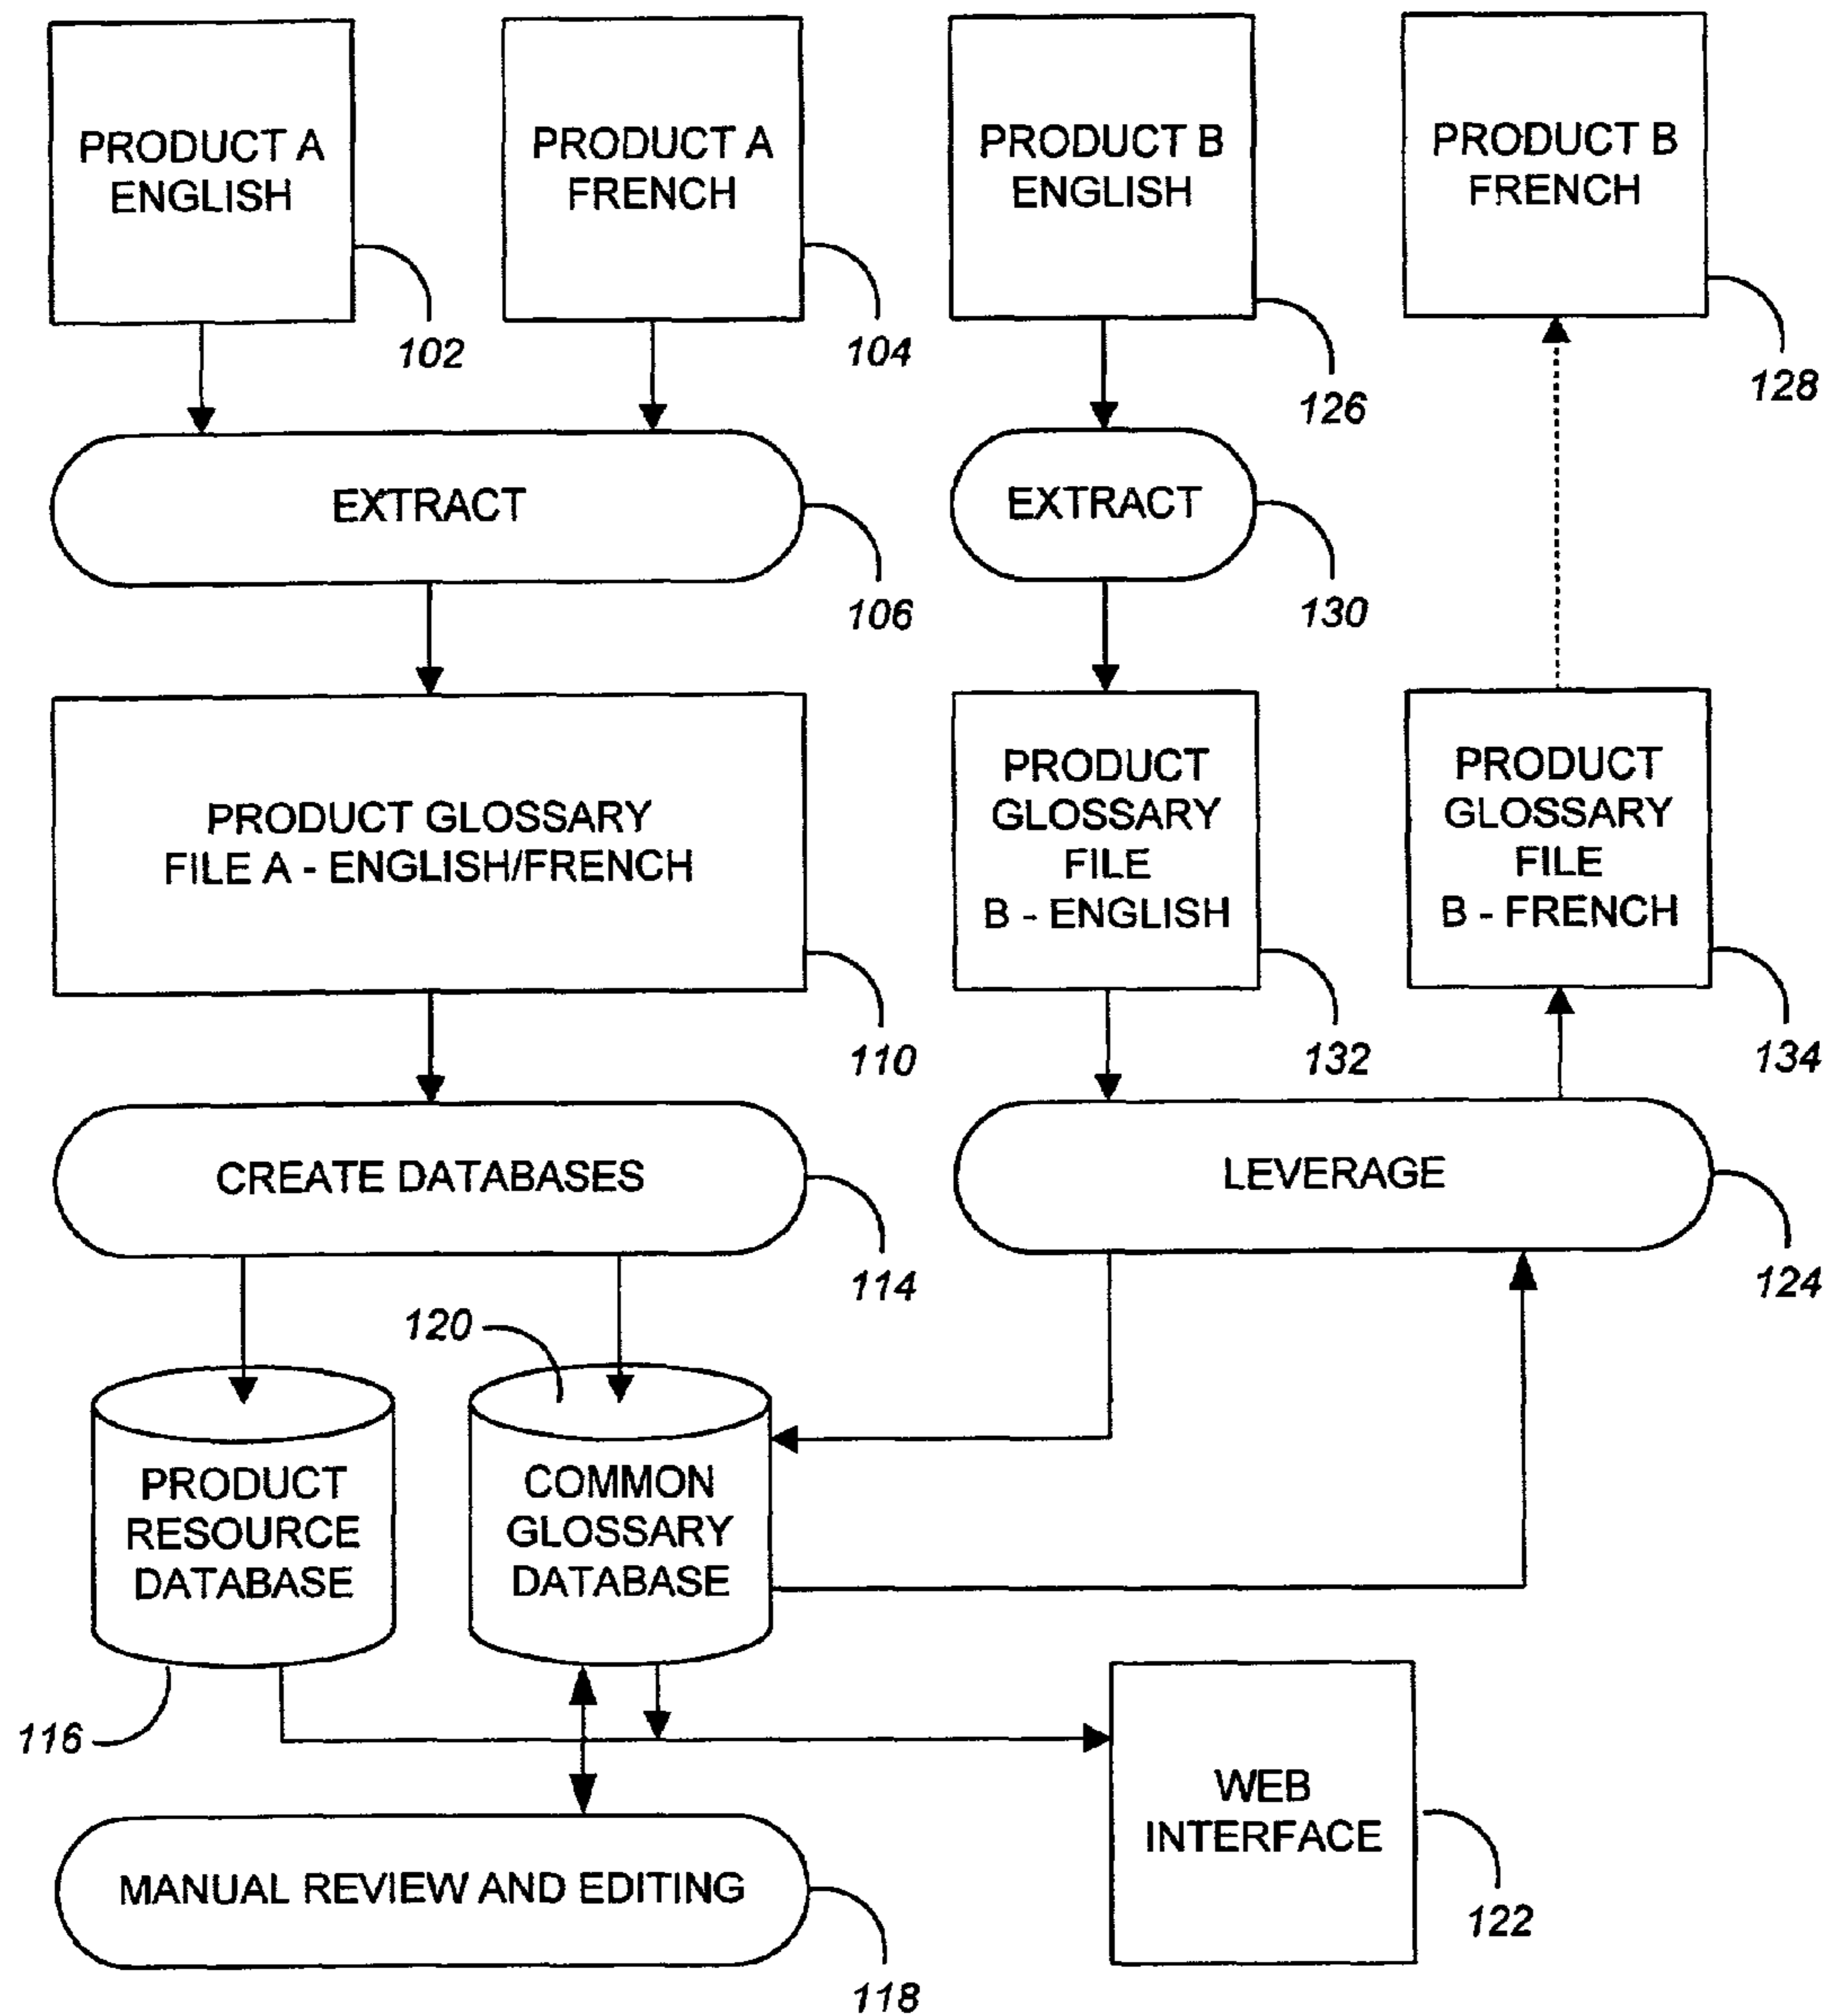 PRODUCT A
ENGLISH
102
PRODUCT A
FRENCH
104
PRODUCT B
ENGLISH
126
PRODUCT B
FRENCH
128
EXTRACT
106
EXTRACT
130
PRODUCT GLOSSARY
FILE A - ENGLISH/FRENCH
110
PRODUCT
GLOSSARY
FILE
B - ENGLISH
132
PRODUCT
GLOSSARY
FILE
B - FRENCH
134
CREATE DATABASES
114
LEVERAGE
124
120
PRODUCT
RESOURCE
DATABASE
116
COMMON
GLOSSARY
DATABASE
WEB
INTERFACE
122
MANUAL REVIEW AND EDITING
118